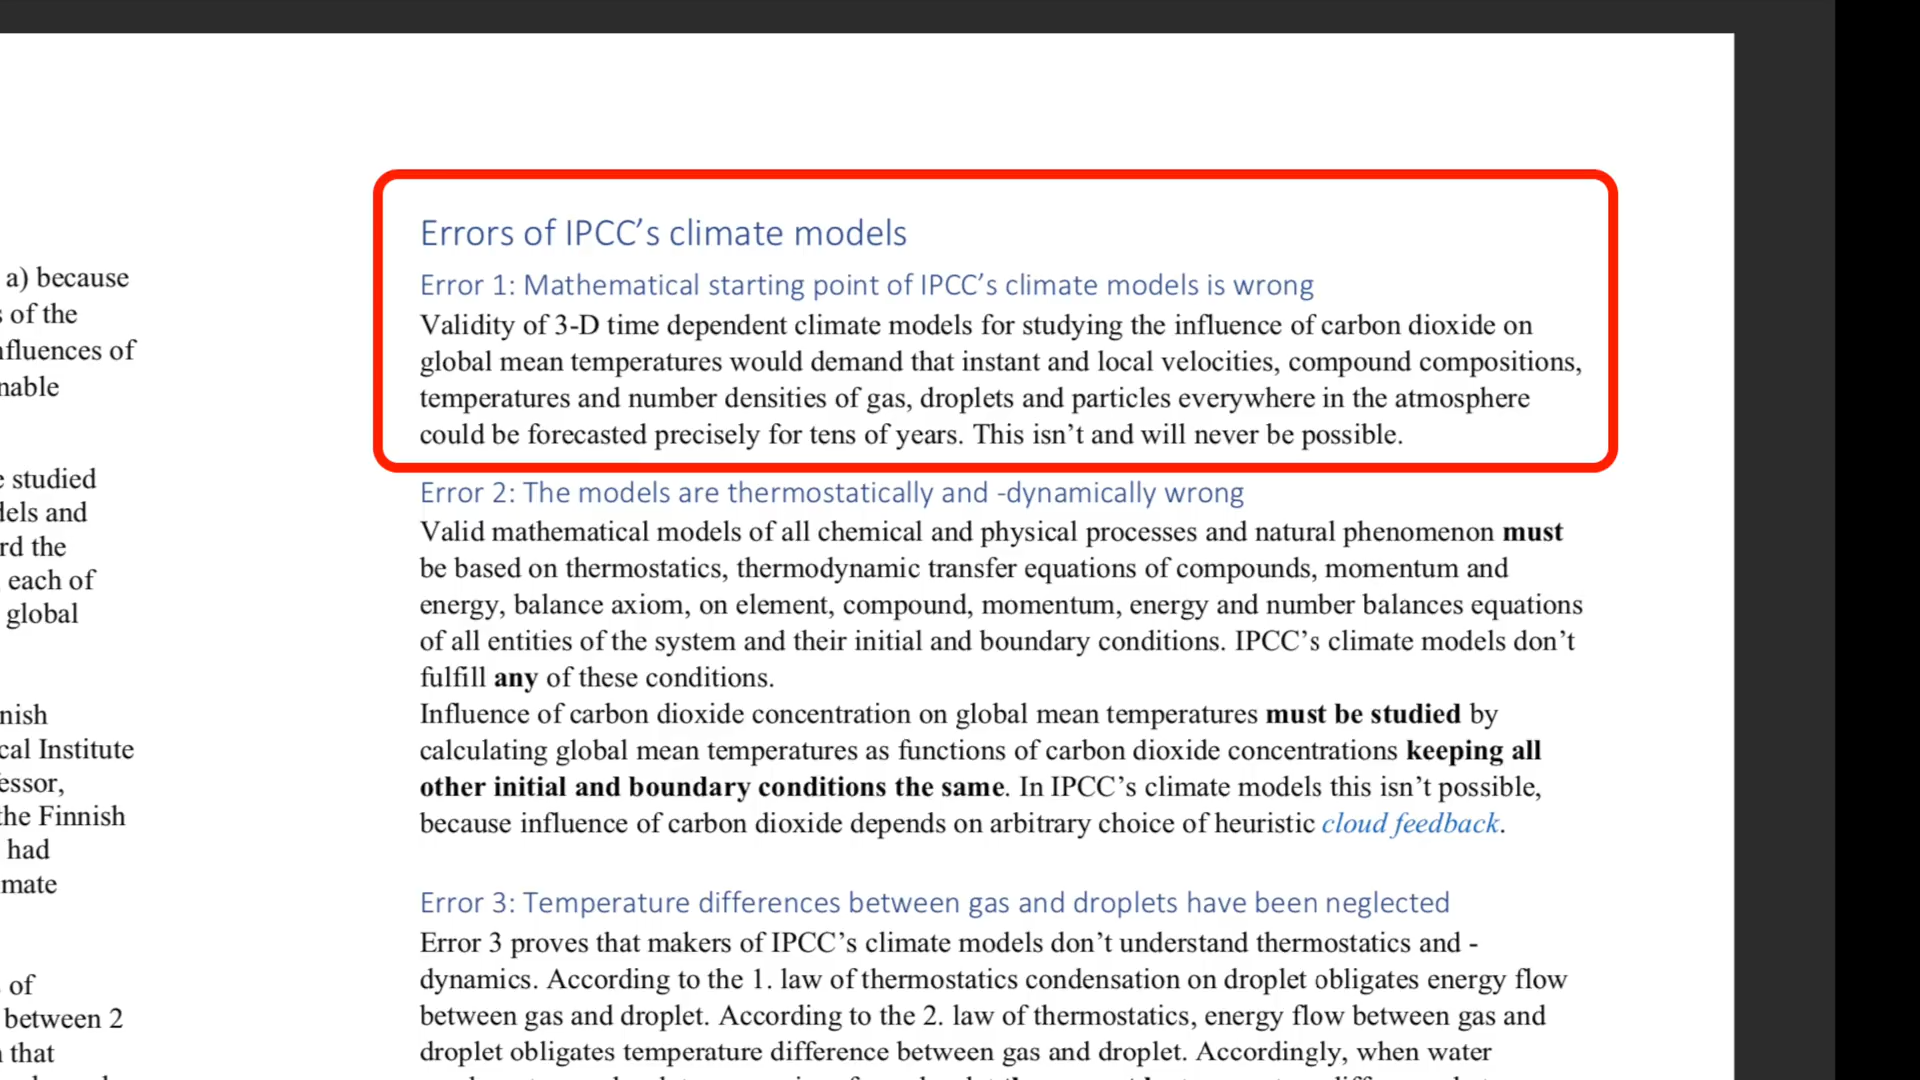 a) because
of the
of
studied
and
the
each of
global
Institute
the Finnish
had
of
between 2
that
Errors of IPCC’s climate models
Error 1: Mathematical starting point of IPCC’s climate models is wrong
Validity of 3-D time dependent climate models for studying the influence of carbon dioxide on
global mean temperatures would demand that instant and local velocities, compound compositions,
temperatures and number densities of gas, droplets and particles everywhere in the atmosphere
could be forecasted precisely for tens of years. This isn’t and will never be possible.
Error 2: The models are thermostatically and -dynamically wrong
Valid mathematical models of all chemical and physical processes and natural phenomenon must
be based on thermostatics, thermodynamic transfer equations of compounds, momentum and
energy, balance axiom, on element, compound, momentum, energy and number balances equations
of all entities of the system and their initial and boundary conditions. IPCC’s climate models don’t
fulfill any of these conditions.
Influence of carbon dioxide concentration on global mean temperatures must be studied by
calculating global mean temperatures as functions of carbon dioxide concentrations keeping all
other initial and boundary conditions the same. In IPCC’s climate models this isn’t possible,
because influence of carbon dioxide depends on arbitrary choice of heuristic cloud feedback.
Error 3: Temperature differences between gas and droplets have been neglected
Error 3 proves that makers of IPCC’s climate models don’t understand thermostatics and -
dynamics. According to the 1. law of thermostatics condensation on droplet obligates energy flow
between gas and droplet. According to the 2. law of thermostatics, energy flow between gas and
droplet obligates temperature difference between gas and droplet. Accordingly, when water